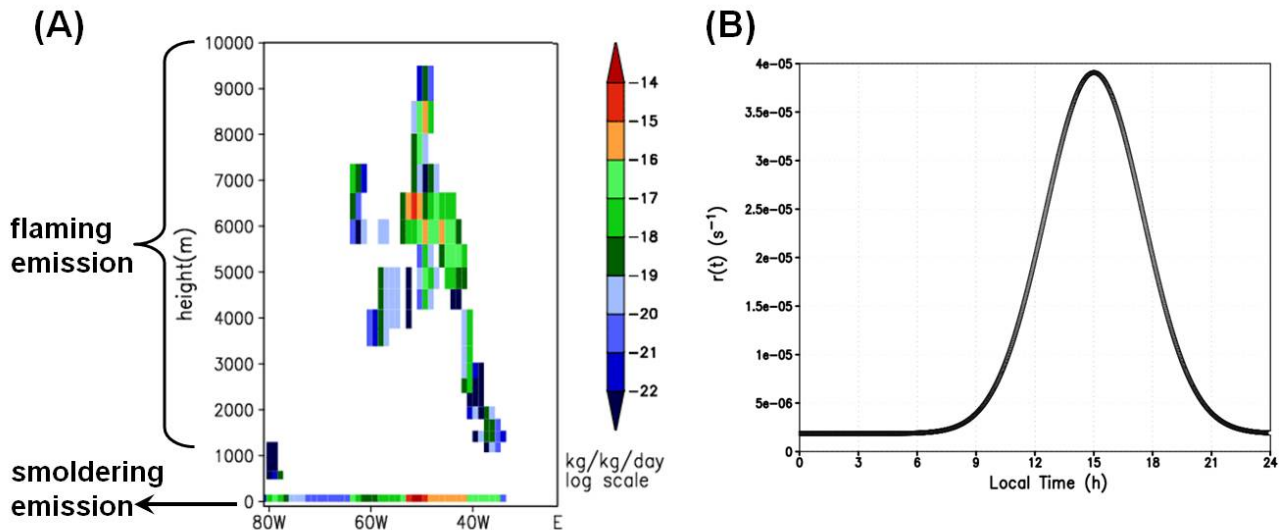 (A)
10000
9000
8000
7000
6000
5000
4000
3000
2000
1000
0
height(m)
80W 60W 40W E
flaming
emission
smoldering
emission
-14
-15
-16
-17
-18
-19
-20
-21
-22
kg/kg/day
log scale
(B)
4e-05
3.5e-05
3e-05
2.5e-05
2e-05
1.5e-05
1e-05
5e-06
0
r(t) (s⁻¹)
0 3 6 9 12 15 18 21 24
Local Time (h)